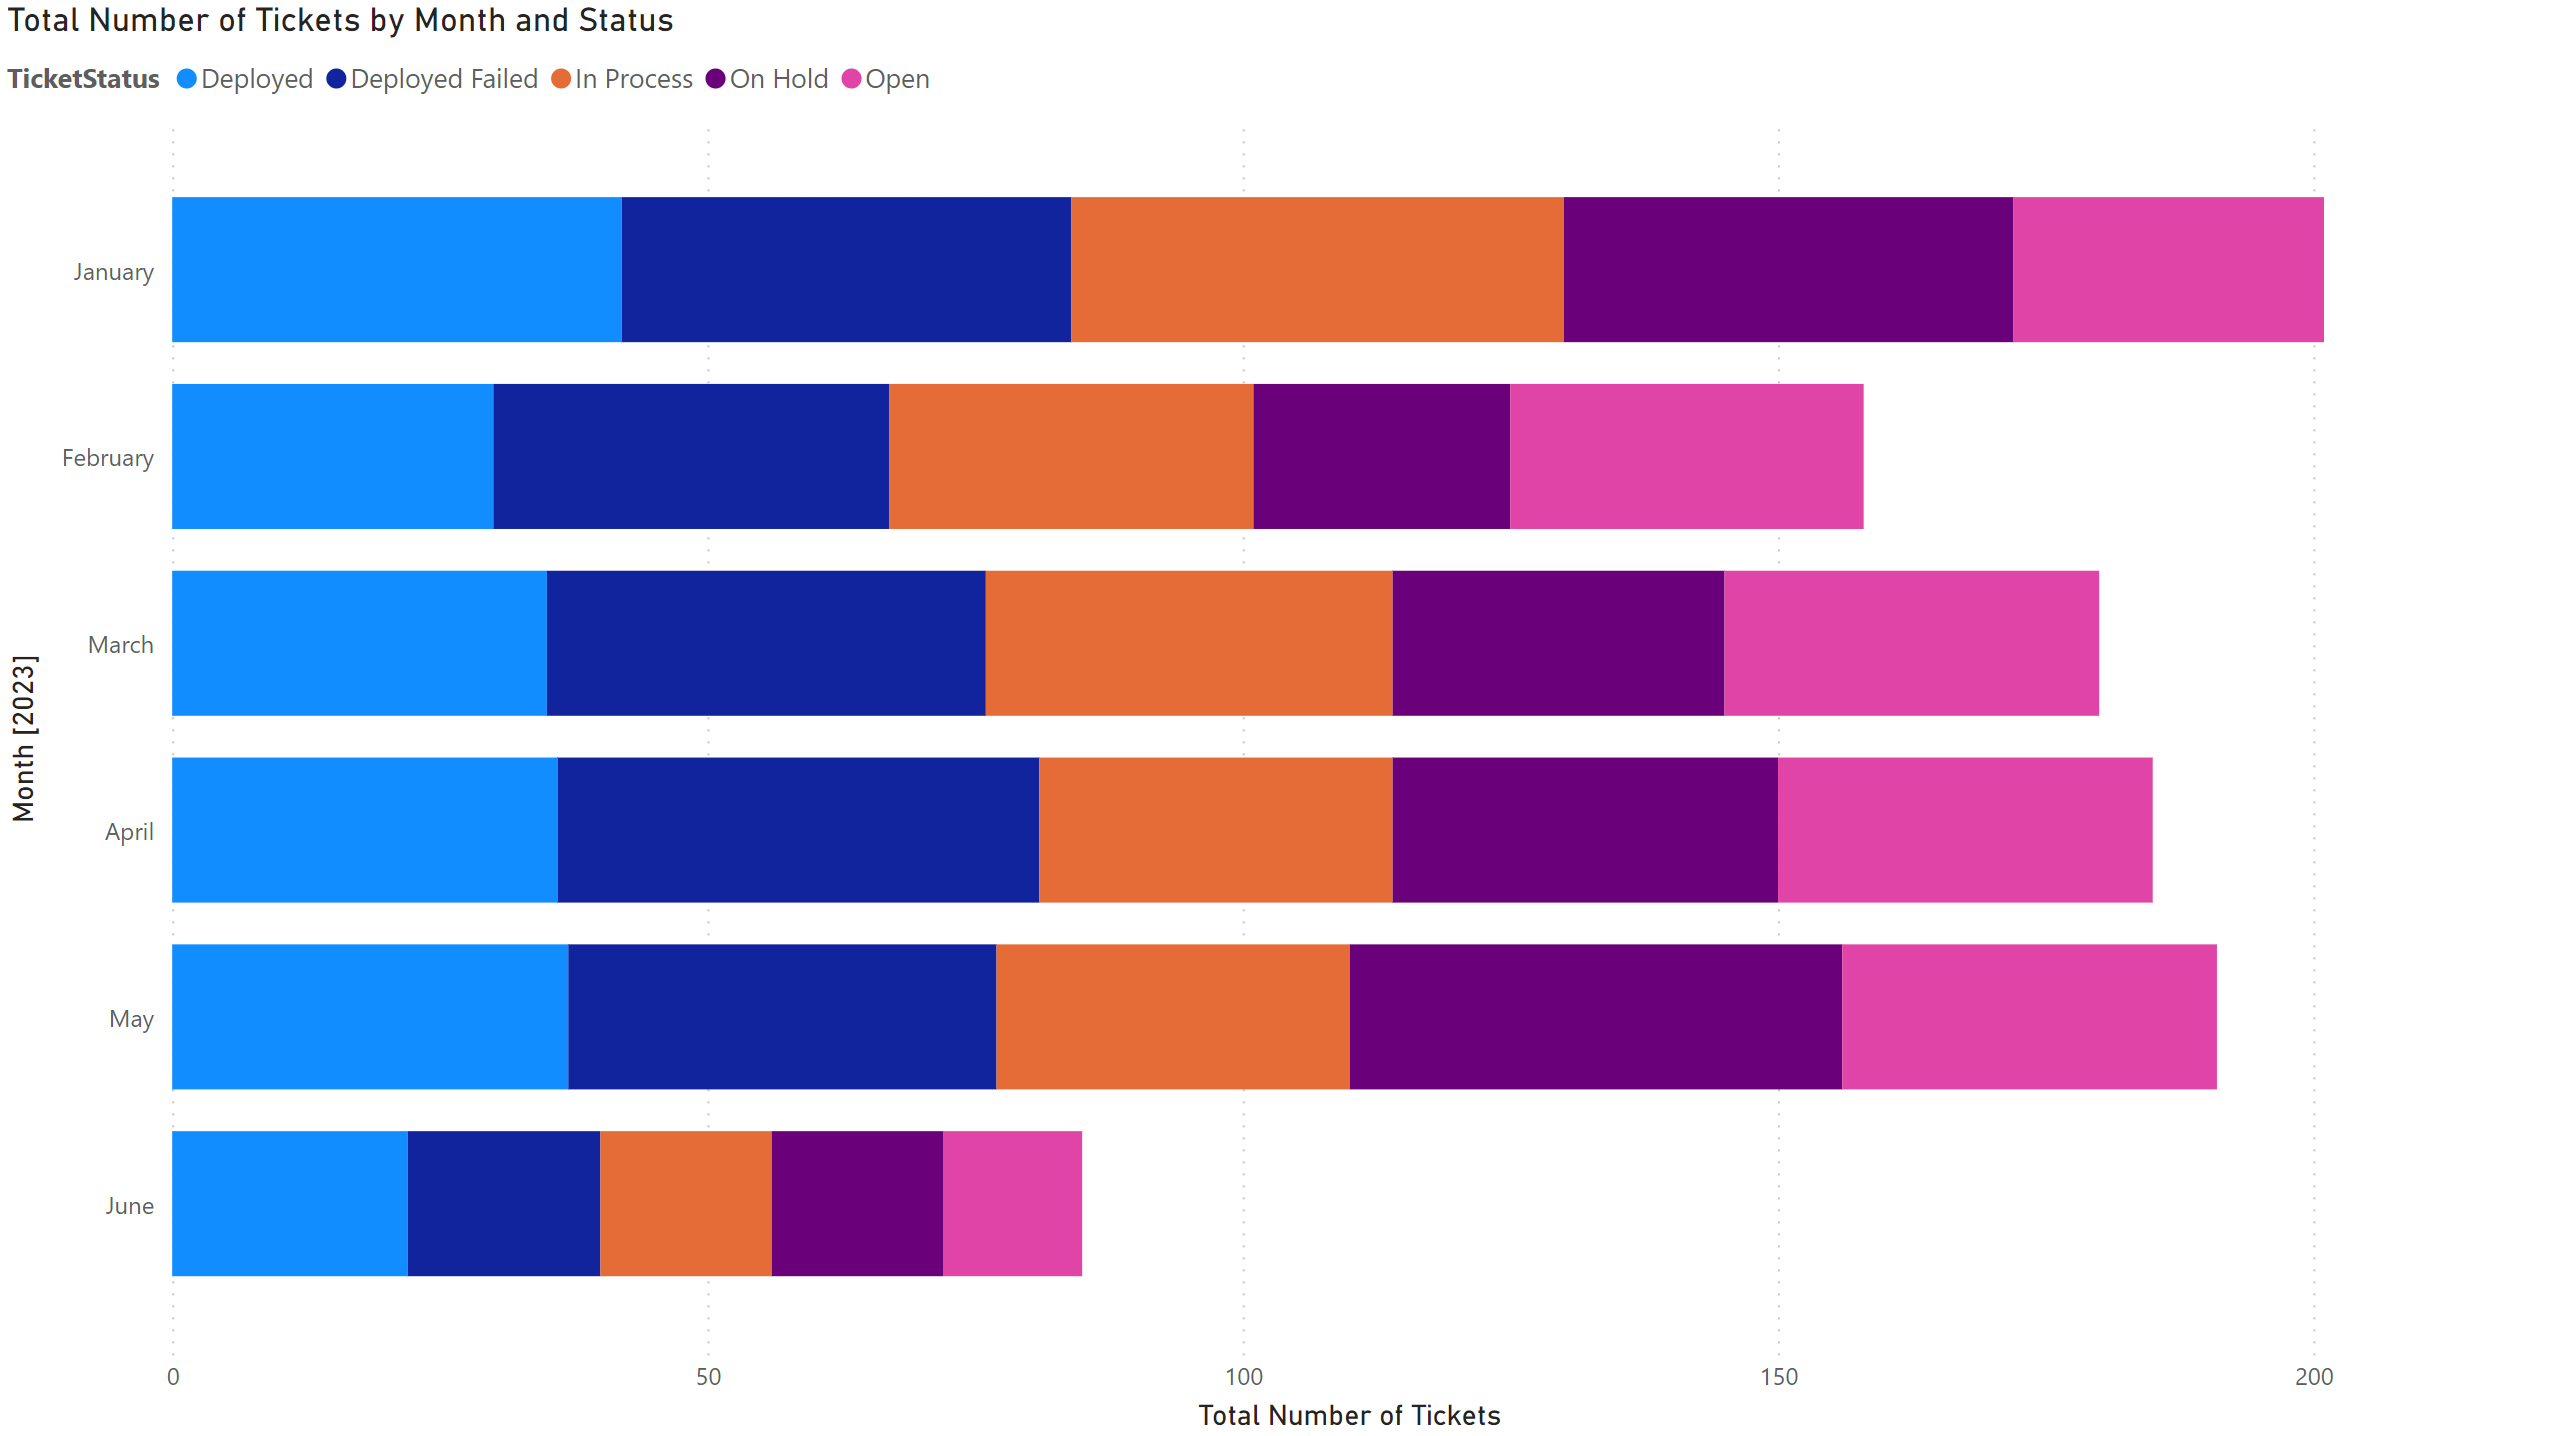 Total Number of Tickets by Month and Status
TicketStatus Deployed Deployed Failed In Process On Hold Open
Month [2023]
January
February
March
April
May
June
0 50 100 150 200
Total Number of Tickets